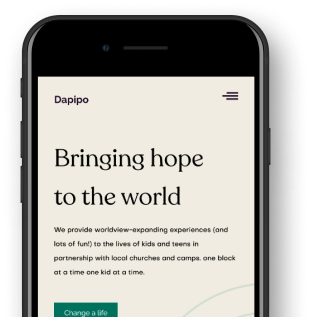 Dapipo
Bringing hope
to the world
We provide worldview-expanding experiences (and
lots of fun!) to the lives of kids and teens in
partnership with local churches and camps. one block
at a time one kid at a time.
Change a life